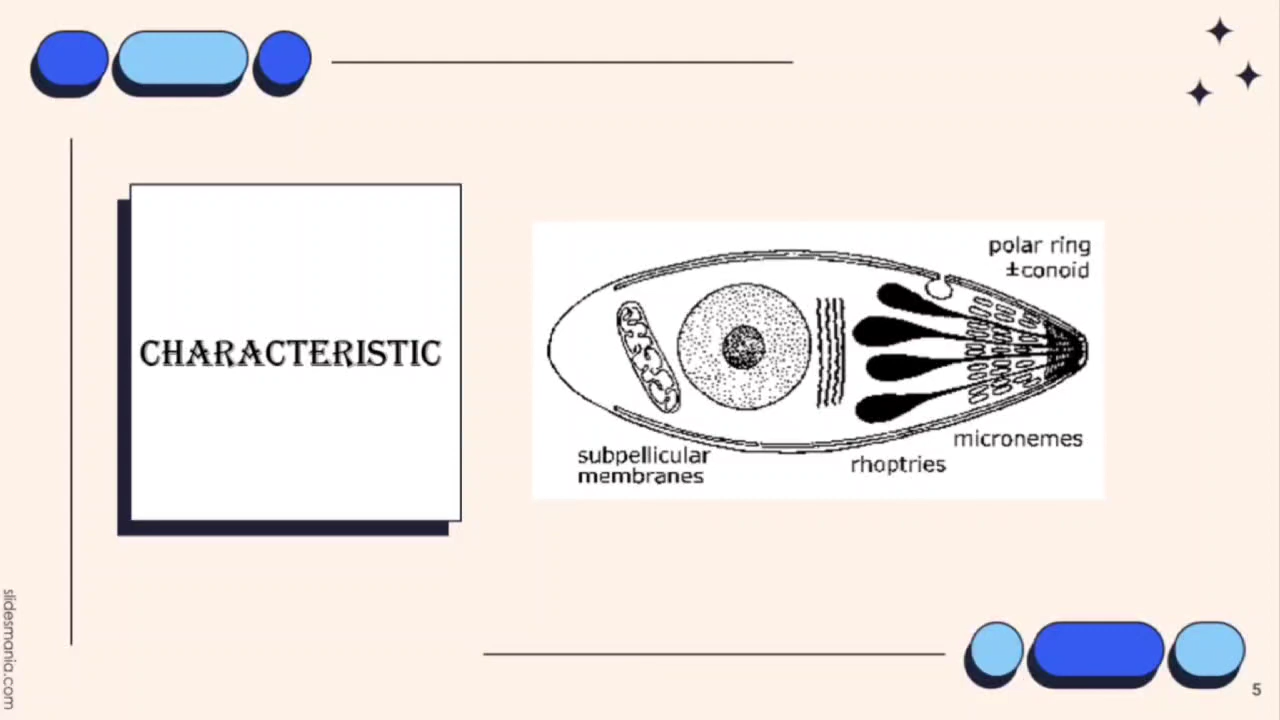 CHARACTERISTIC
polar ring
±conoid
micronemes
rhoptries
subpellicular
membranes
slidesmania.com
5